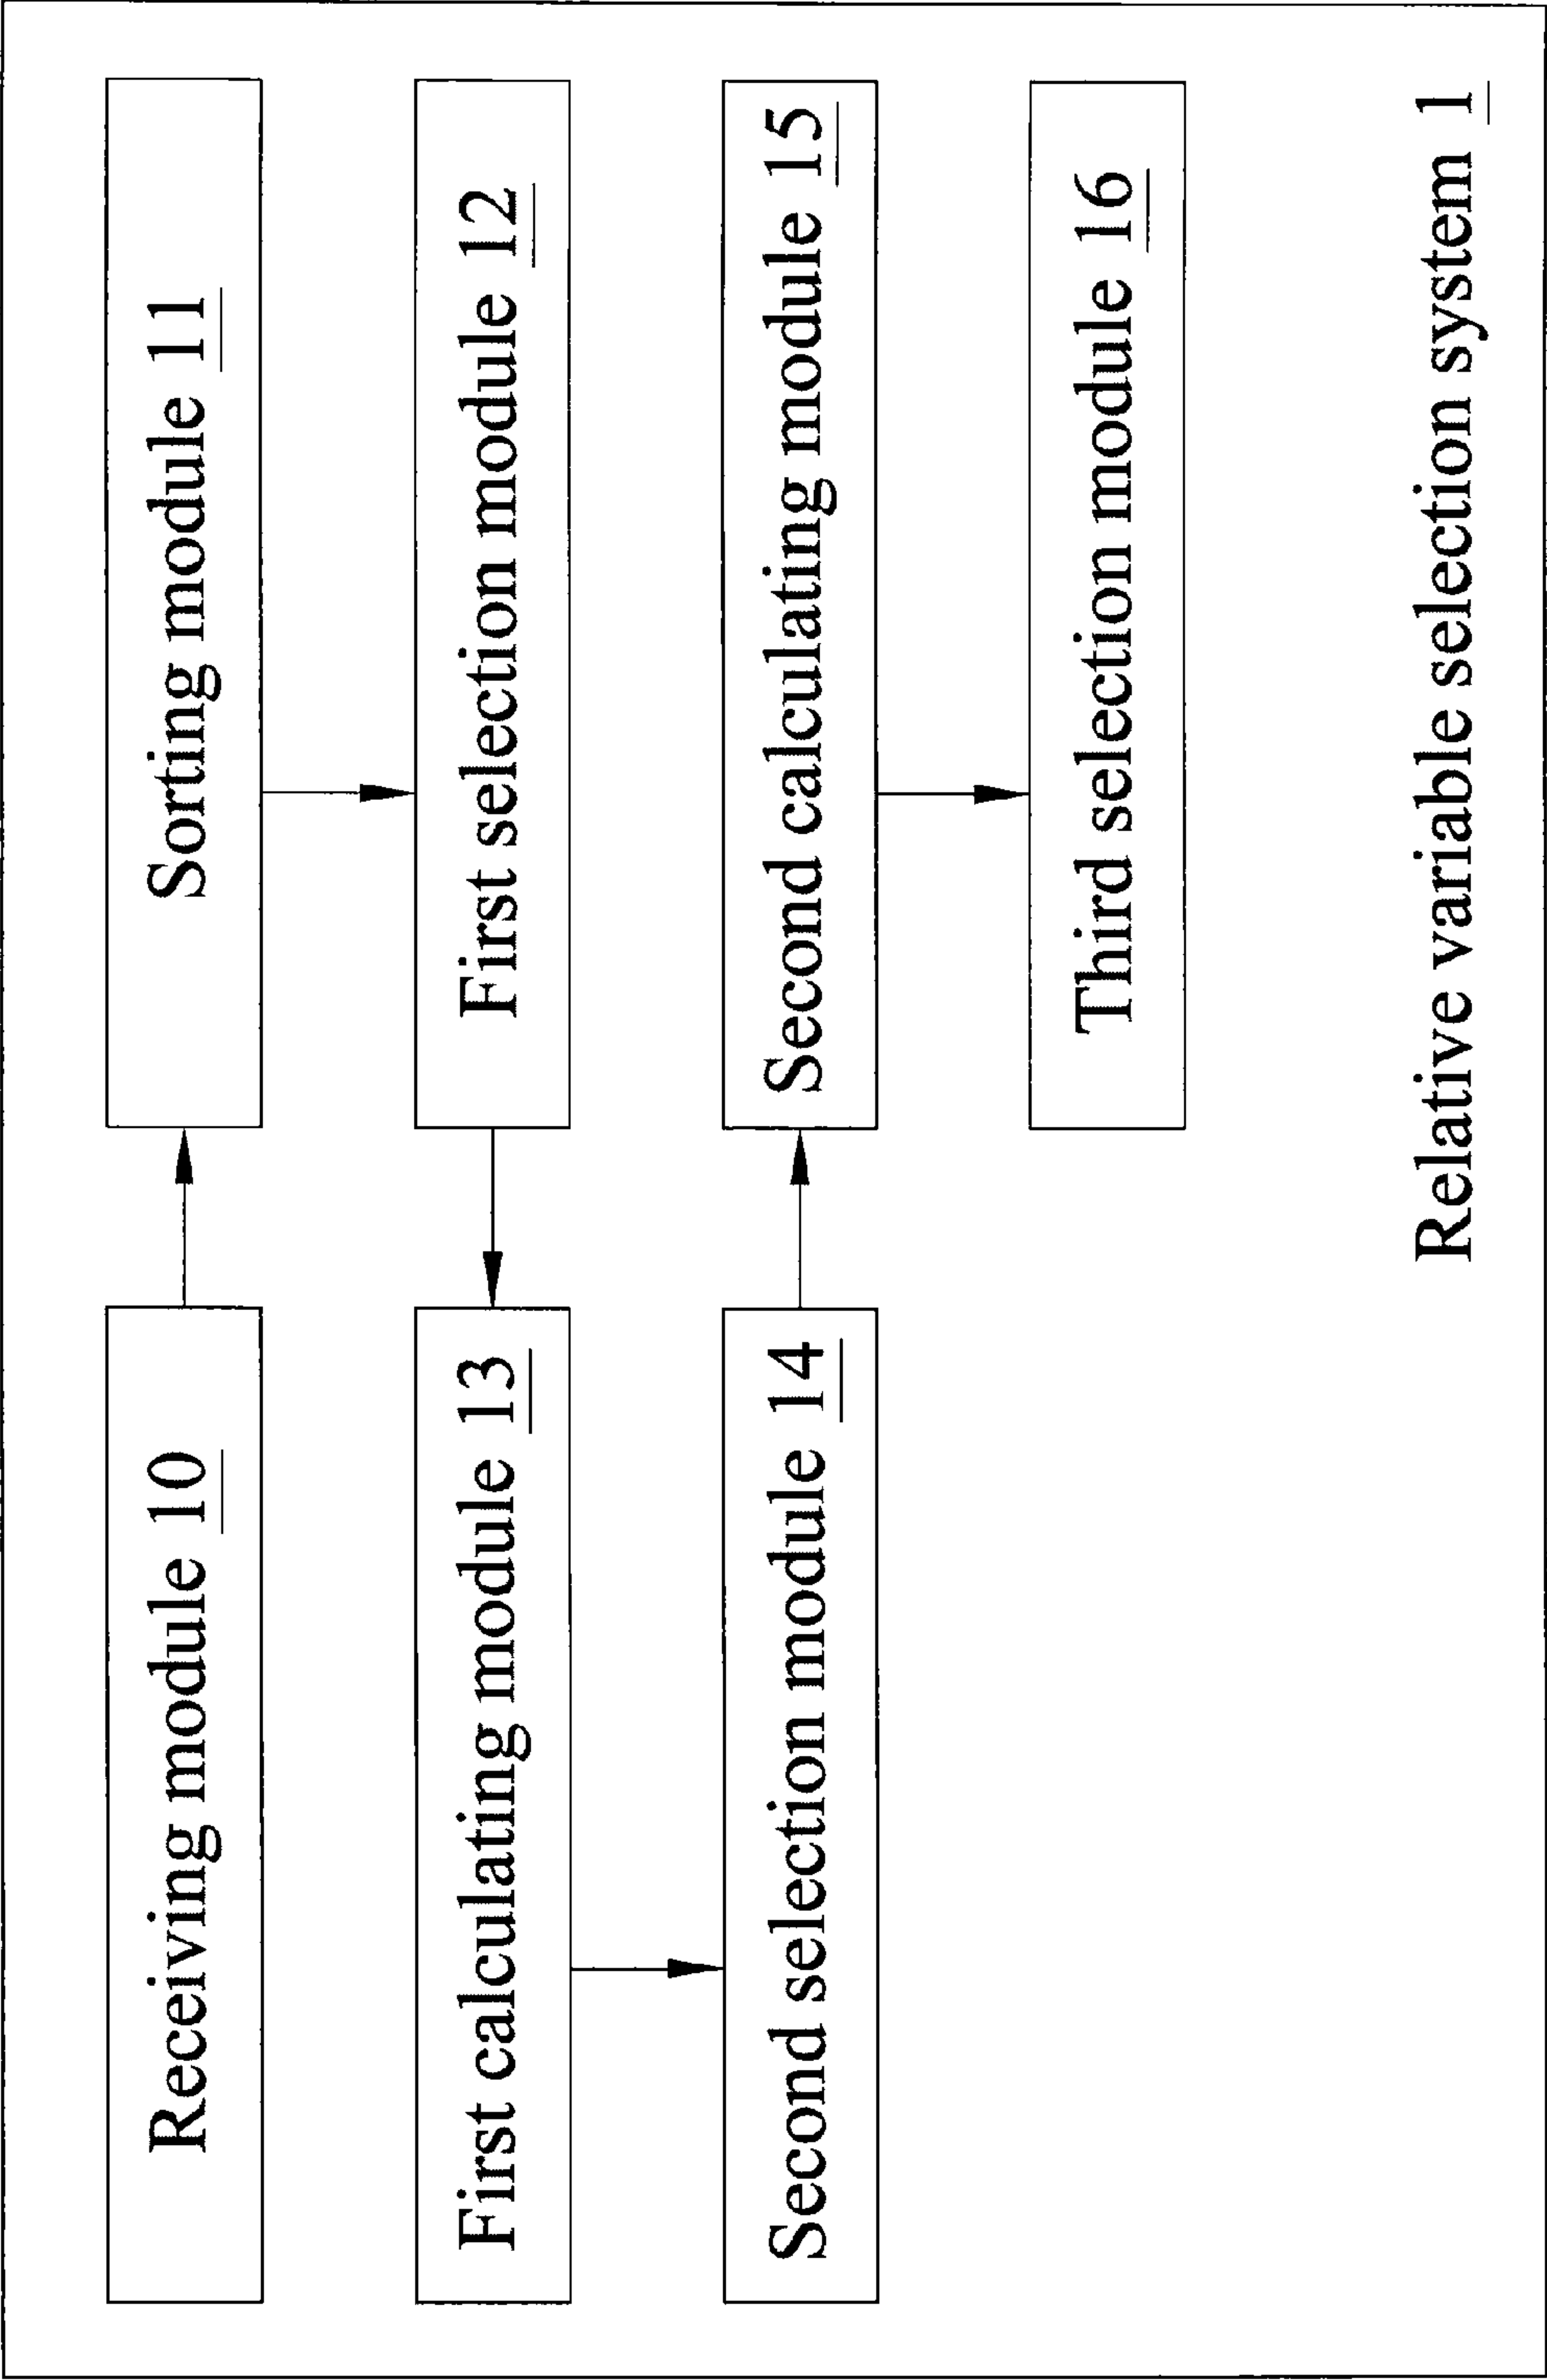 Receiving module 10
Sorting module 11
First calculating module 13
First selection module 12
Second selection module 14
Second calculating module 15
Third selection module 16
Relative variable selection system 1